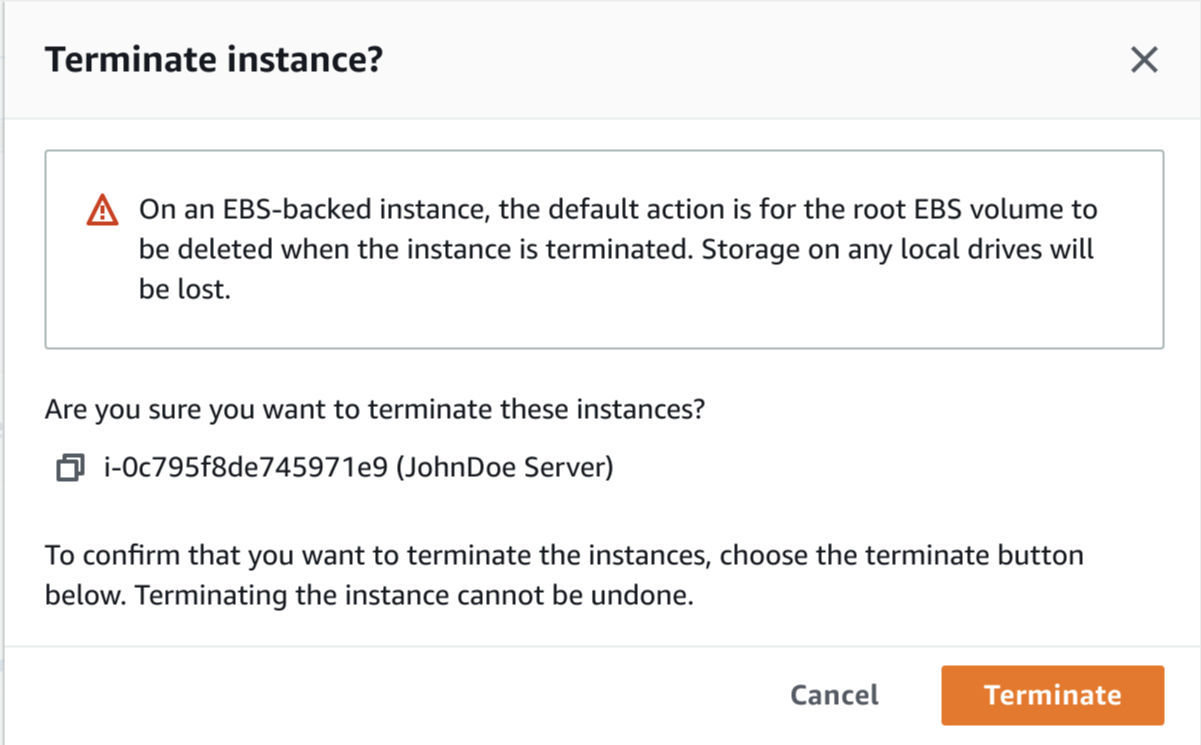 Terminate instance?
On an EBS-backed instance, the default action is for the root EBS volume to
be deleted when the instance is terminated. Storage on any local drives will
be lost.
Are you sure you want to terminate these instances?
i-0c795f8de745971e9 (JohnDoe Server)
To confirm that you want to terminate the instances, choose the terminate button
below. Terminating the instance cannot be undone.
Cancel
Terminate